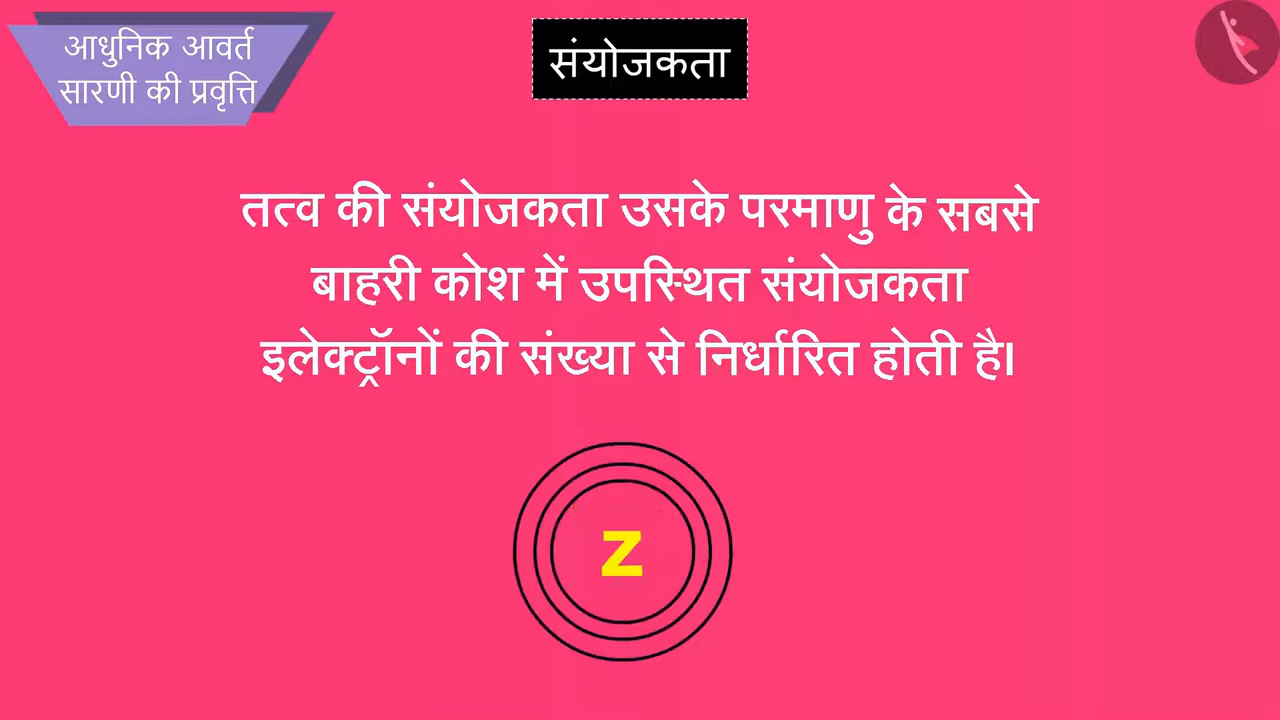 आधुनिक आवर्त
सारणी की प्रवृत्ति
संयोजकता
तत्व की संयोजकता उसके परमाणु के सबसे
बाहरी कोश में उपस्थित संयोजकता
इलेक्ट्रॉनों की संख्या से निर्धारित होती है।
Z